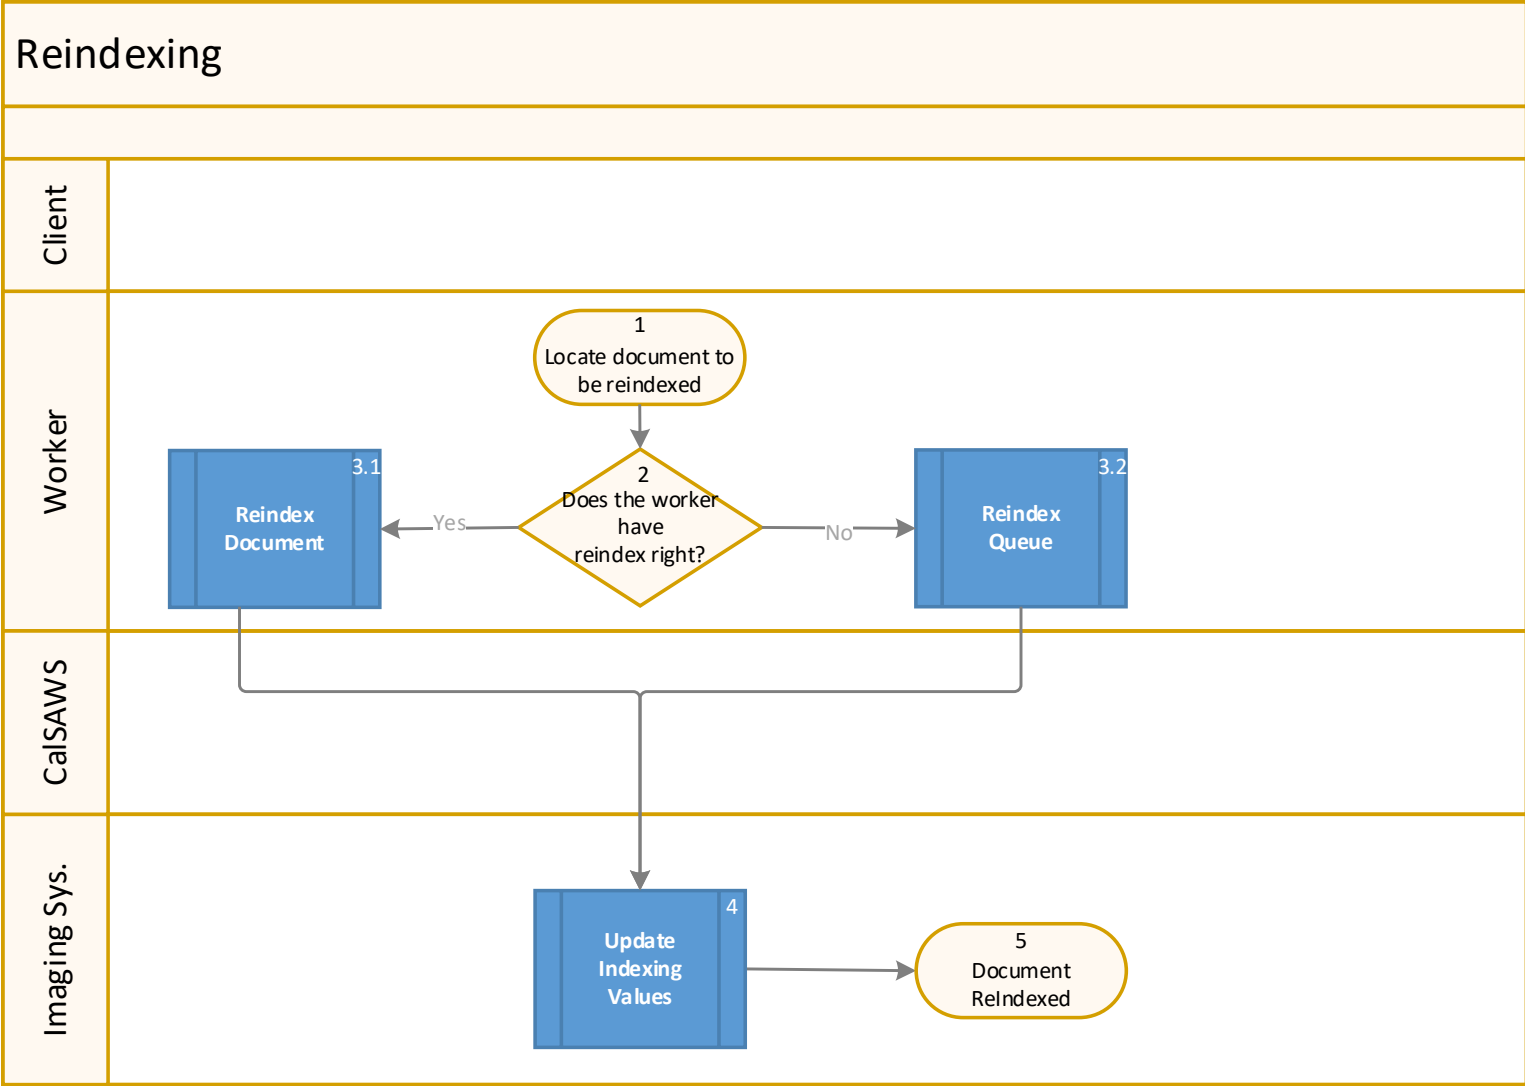 Reindexing
Client
Worker
1
Locate document to
be reindexed
3.1
Reindex
Document
Yes
2
Does the worker
have
reindex right?
No
3.2
Reindex
Queue
CalSAWS
Imaging Sys.
4
Update
Indexing
Values
5
Document
ReIndexed